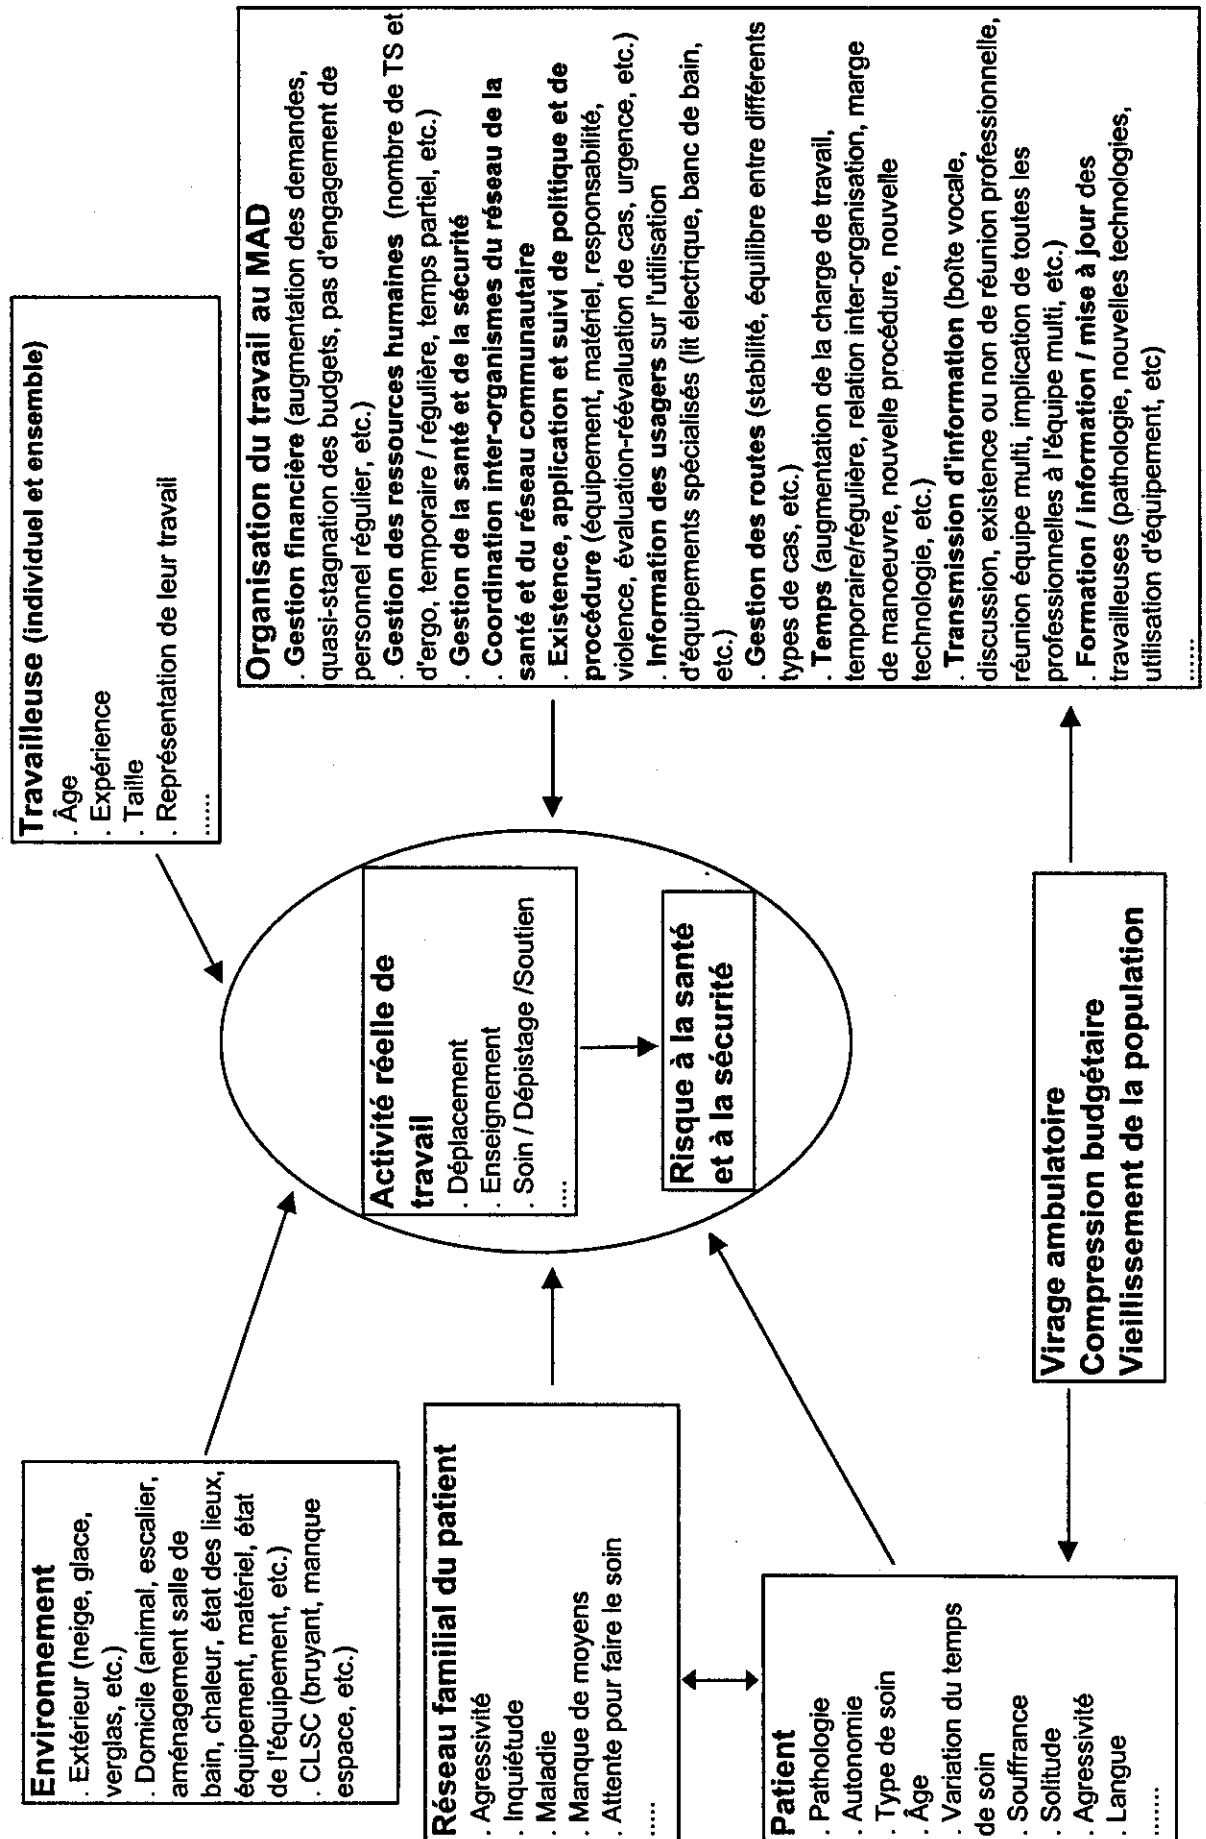 Environnement
. Extérieur (neige, glace,
verglas, etc.)
. Domicile (animal, escalier,
aménagement salle de
bain, chaleur, état des lieux,
équipement, matériel, état
de l'équipement, etc.)
. CLSC (bruyant, manque
espace, etc.)
Travailleuse (individuel et ensemble)
. Âge
. Expérience
. Taille
. Représentation de leur travail
......
Réseau familial du patient
. Agressivité
. Inquiétude
. Maladie
. Manque de moyens
. Attente pour faire le soin
.....
Activité réelle de
travail
. Déplacement
. Enseignement
. Soin / Dépistage /Soutien
....
Risque à la santé
et à la sécurité
Organisation du travail au MAD
. Gestion financière (augmentation des demandes,
quasi-stagnation des budgets, pas d'engagement de
personnel régulier, etc.)
. Gestion des ressources humaines (nombre de TS et
d'ergo, temporaire / régulière, temps partiel, etc.)
. Gestion de la santé et de la sécurité
. Coordination inter-organismes du réseau de la
santé et du réseau communautaire
. Existence, application et suivi de politique et de
procédure (équipement, matériel, responsabilité,
violence, évaluation-réévaluation de cas, urgence, etc.)
. Information des usagers sur l'utilisation
d'équipements spécialisés (lit électrique, banc de bain,
etc.)
. Gestion des routes (stabilité, équilibre entre différents
types de cas, etc.)
. Temps (augmentation de la charge de travail,
temporaire/régulière, relation inter-organisation, marge
de manoeuvre, nouvelle procédure, nouvelle
technologie, etc.)
. Transmission d'information (boîte vocale,
discussion, existence ou non de réunion professionnelle,
réunion équipe multi, implication de toutes les
professionnelles à l'équipe multi, etc.)
. Formation / information / mise à jour des
travailleuses (pathologie, nouvelles technologies,
utilisation d'équipement, etc)
......
Patient
. Pathologie
. Autonomie
. Type de soin
. Âge
. Variation du temps
de soin
. Souffrance
. Solitude
. Agressivité
. Langue
.......
Virage ambulatoire
Compression budgétaire
Vieillissement de la population